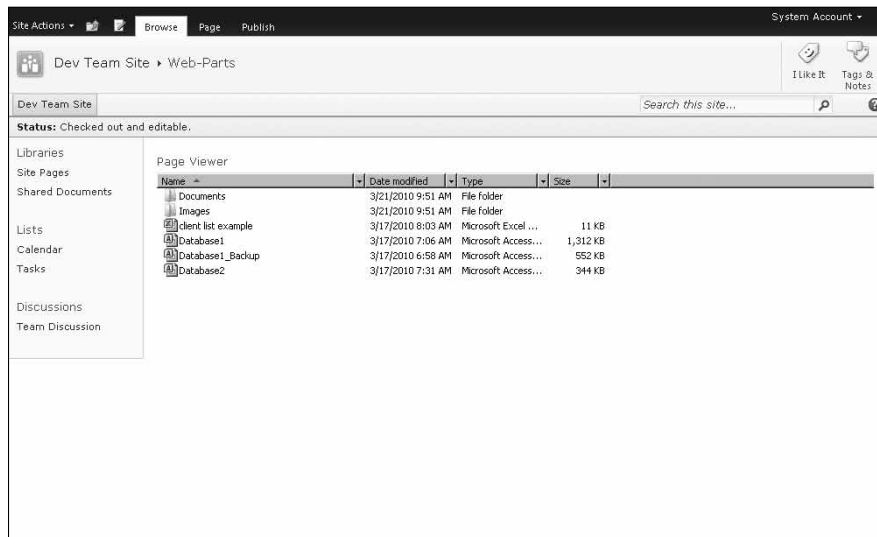 System Account
Site Actions Browse Page Publish
Dev Team Site Web-Parts
I Like It
Tags & Notes
Dev Team Site
Search this site...
Status: Checked out and editable.
Libraries
Site Pages
Shared Documents
Lists
Calendar
Tasks
Discussions
Team Discussion
Page Viewer
Name Date modified Type Size
Documents 3/21/2010 9:51 AM File folder
Images 3/21/2010 9:51 AM File folder
client list example 3/17/2010 8:03 AM Microsoft Excel ... 11 KB
Database1 3/17/2010 7:06 AM Microsoft Access... 1,312 KB
Database1_Backup 3/17/2010 6:58 AM Microsoft Access... 552 KB
Database2 3/17/2010 7:31 AM Microsoft Access... 344 KB